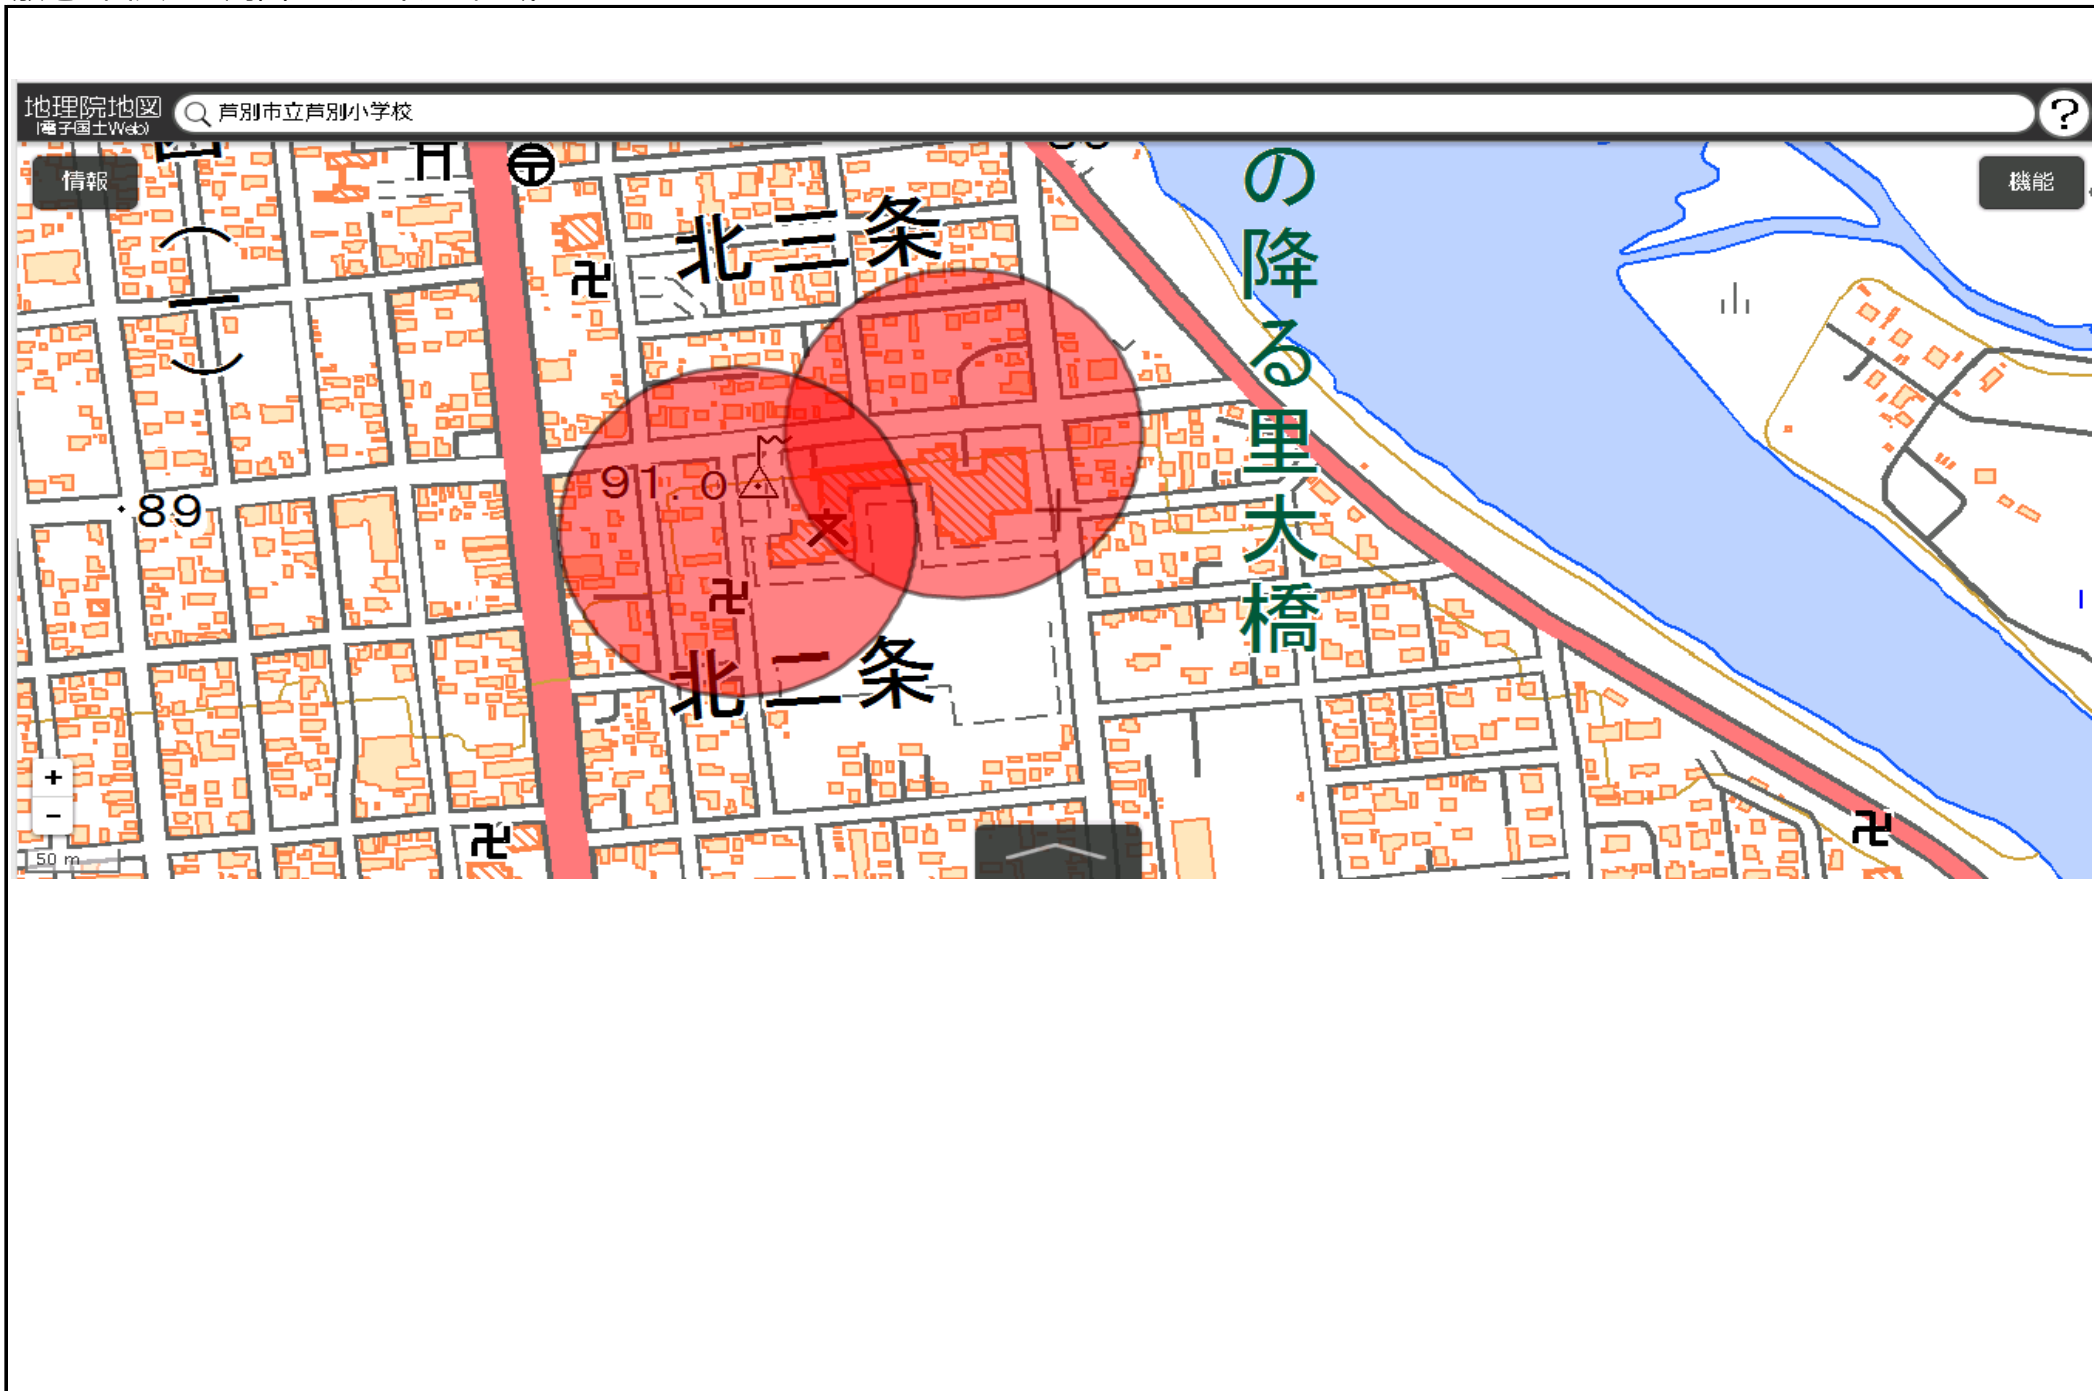 地理院地図
(電子国土Web)
芦別市立芦別小学校
?
情報
機能
の降る里大橋
北三条
(一)
91.0
89
北二条
+
-
50 m